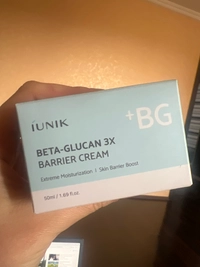 +BG
iUNIK
BETA-GLUCAN 3X
BARRIER CREAM
Extreme Moisturization | Skin Barrier Boost
50ml / 1.69 fl.oz.